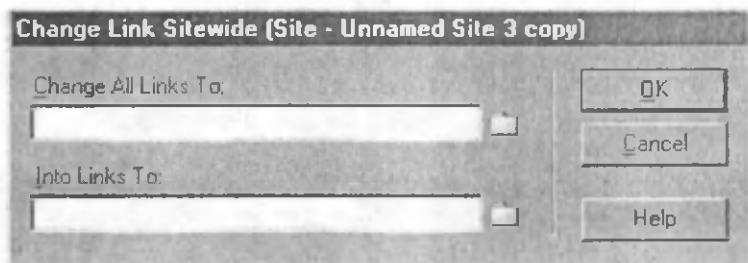 Change Link Sitewide (Site - Unnamed Site 3 copy)
Change All Links To:
OK
Cancel
Into Links To:
Help